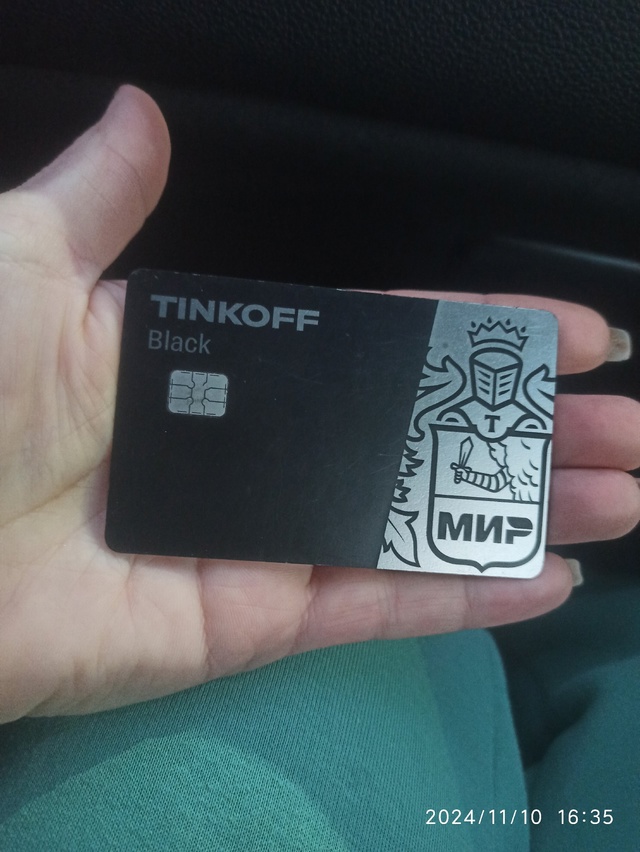 TINKOFF
Black
T
МИР
2024/11/10 16:35